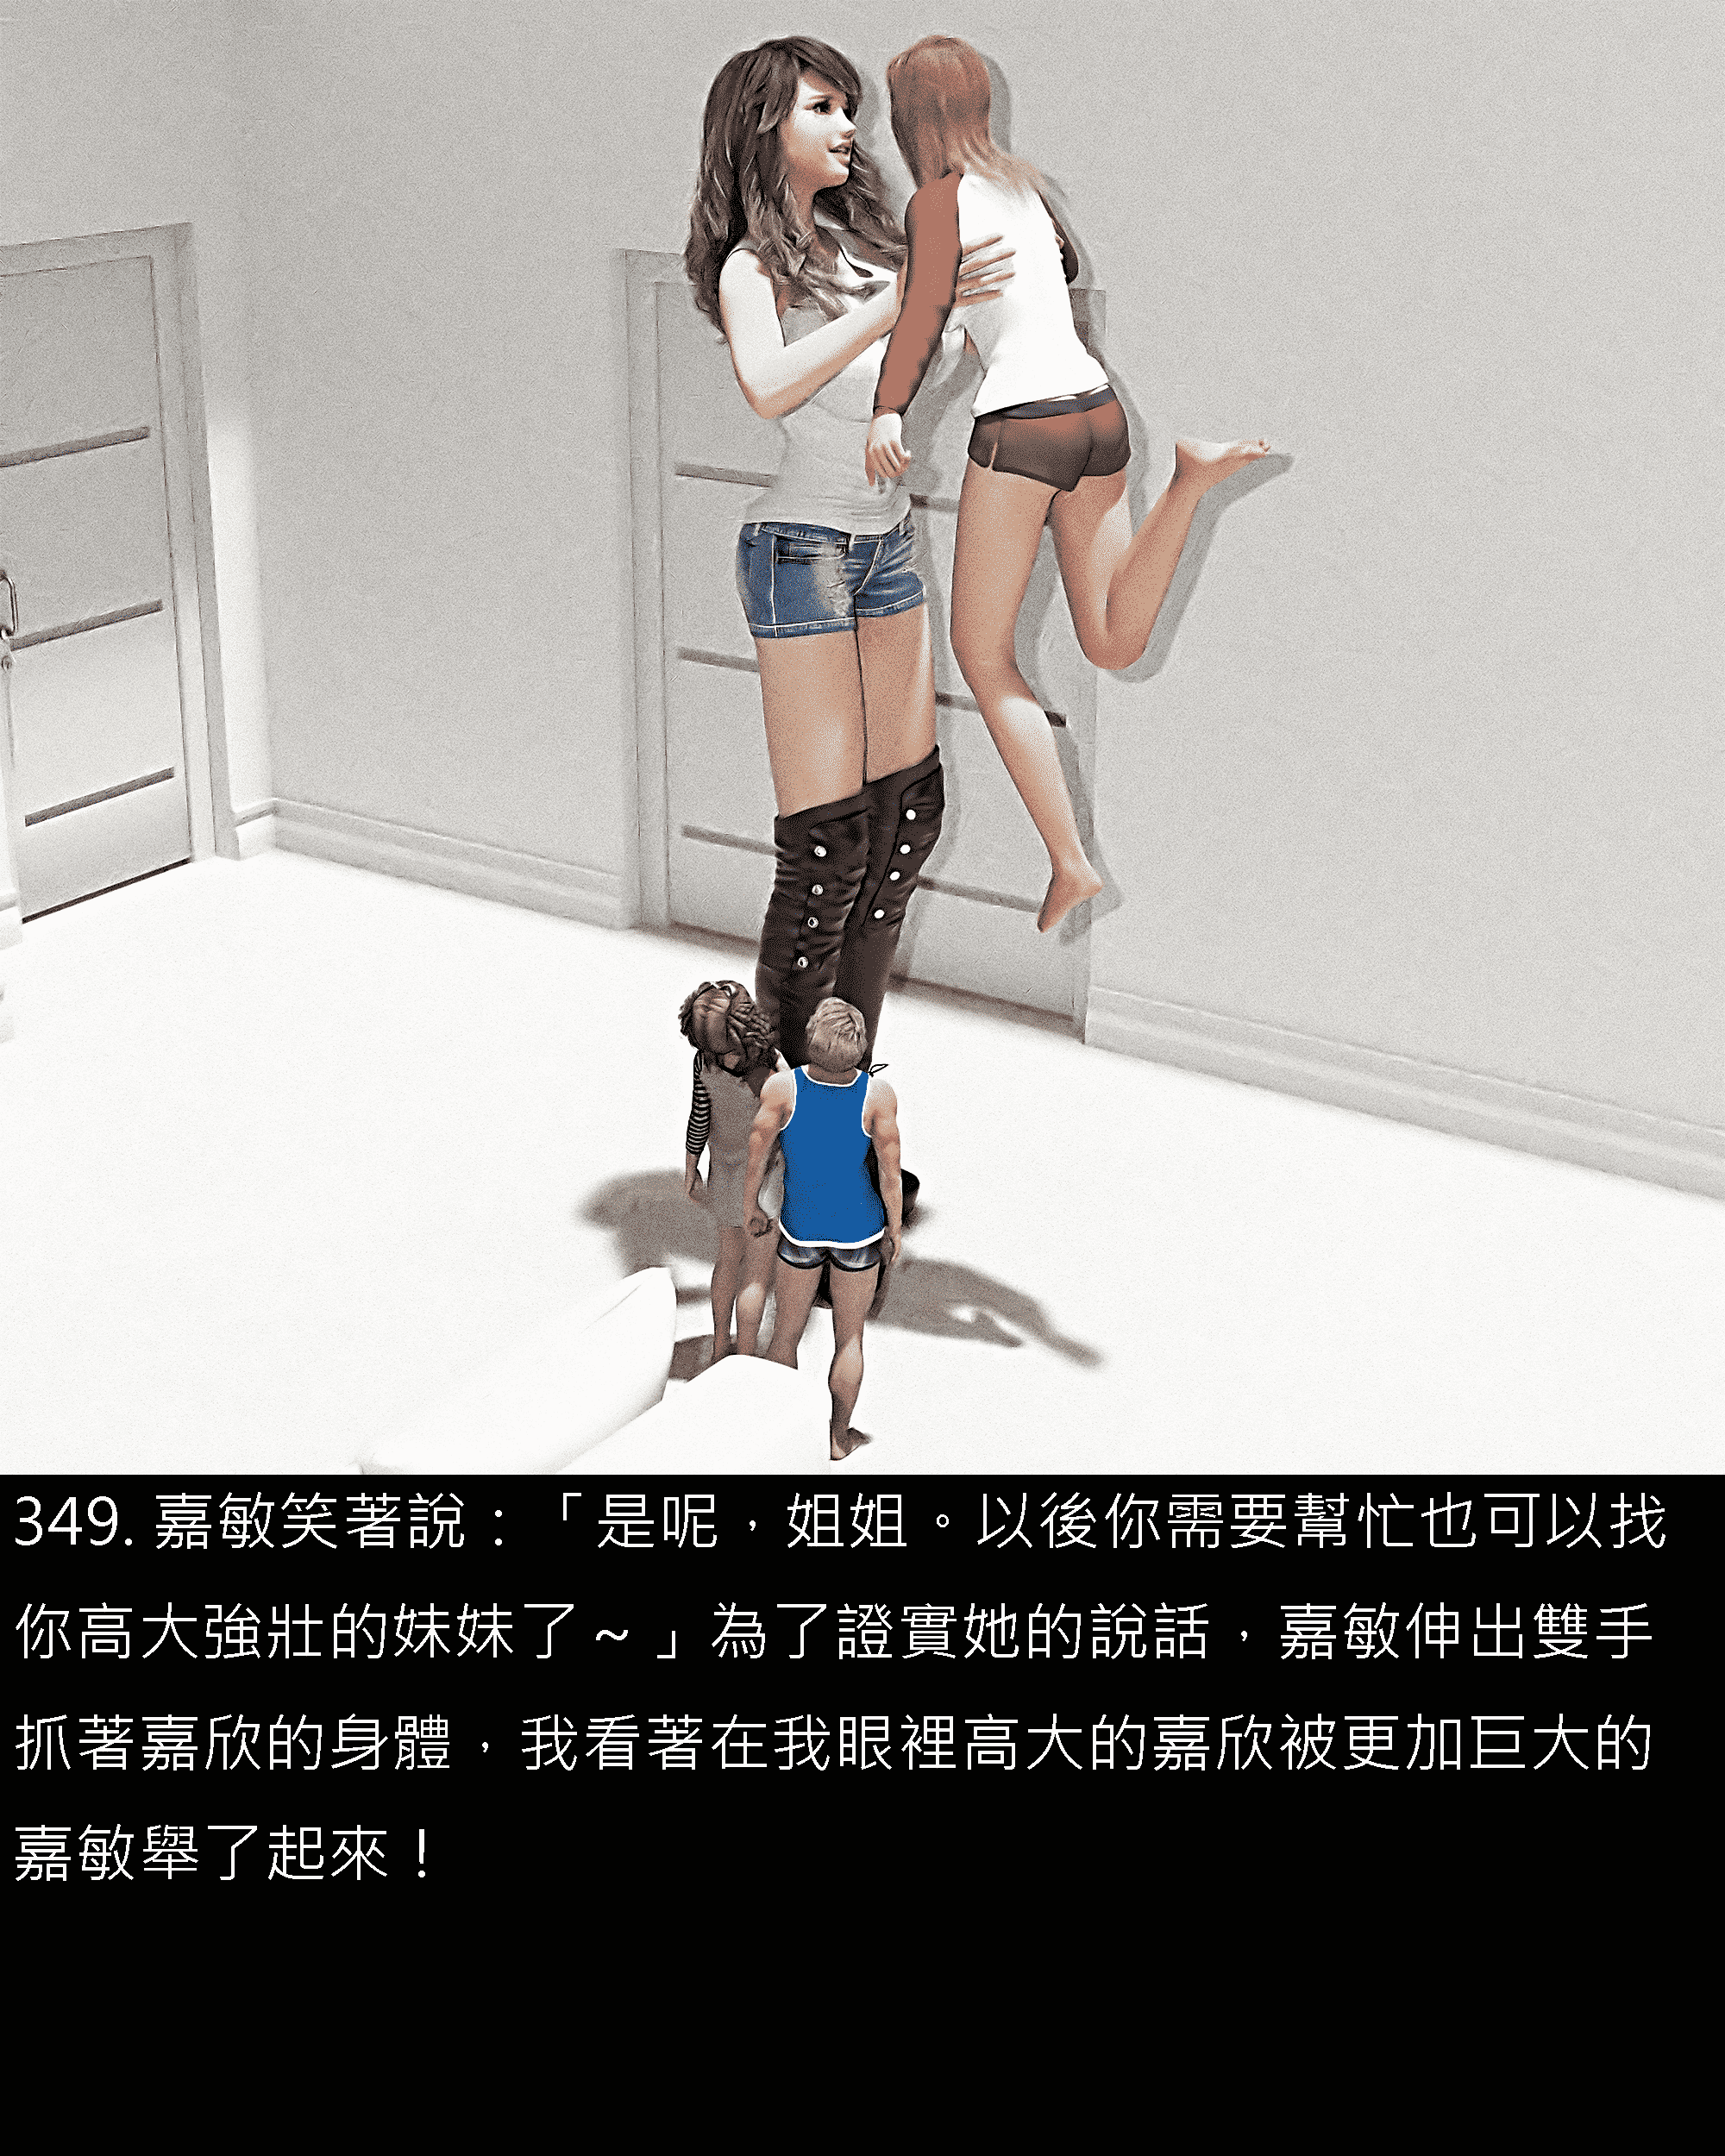 349. 嘉敏笑著說：「是呢，姐姐。以後你需要幫忙也可以找
你高大強壯的妹妹了~」為了證實她的說話，嘉敏伸出雙手
抓著嘉欣的身體，我看著在我眼裡高大的嘉欣被更加巨大的
嘉敏舉了起來！